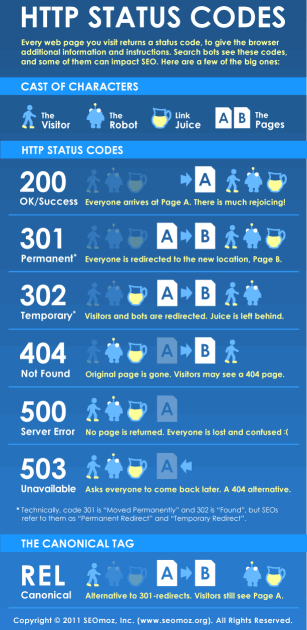 HTTP STATUS CODES
Every web page you visit returns a status code, to give the browser
additional information and instructions. Search bots see these codes,
and some of them can impact SEO. Here are a few of the big ones:
CAST OF CHARACTERS
The Visitor
The Robot
Link Juice
A B The Pages
HTTP STATUS CODES
200 A
OK/Success Everyone arrives at Page A. There is much rejoicing!
301 A B
Permanent* Everyone is redirected to the new location, Page B.
302 A B
Temporary* Visitors and bots are redirected. Juice is left behind.
404 A B
Not Found Original page is gone. Visitors may see a 404 page.
500 A
Server Error No page is returned. Everyone is lost and confused :(
503 A
Unavailable Asks everyone to come back later. A 404 alternative.
* Technically, code 301 is "Moved Permanently" and 302 is "Found", but SEOs
refer to them as "Permanent Redirect" and "Temporary Redirect".
THE CANONICAL TAG
REL A B
Canonical Alternative to 301-redirects. Visitors still see Page A.
Copyright © 2011 SEOmoz, Inc. (www.seomoz.org). All Rights Reserved.